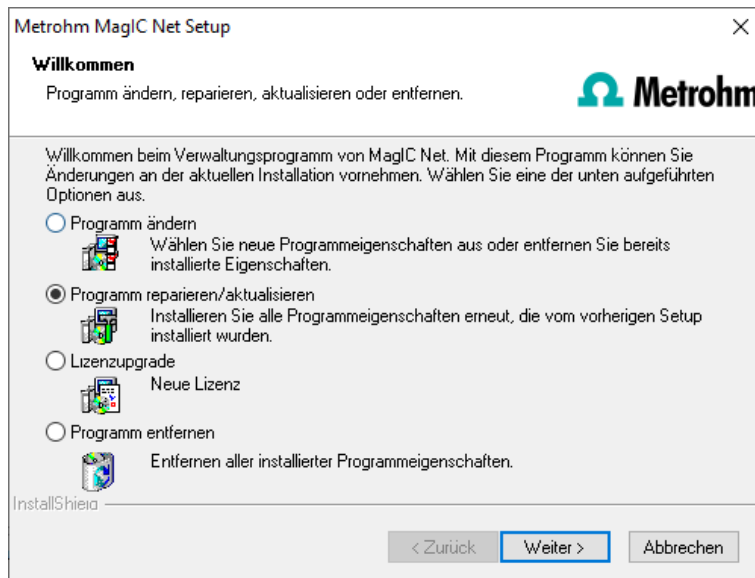 Metrohm MagIC Net Setup
Willkommen
Programm ändern, reparieren, aktualisieren oder entfernen.
Metrohm
Willkommen beim Verwaltungsprogramm von MagIC Net. Mit diesem Programm können Sie
Änderungen an der aktuellen Installation vornehmen. Wählen Sie eine der unten aufgeführten
Optionen aus.
Programm ändern
Wählen Sie neue Programmeigenschaften aus oder entfernen Sie bereits
installierte Eigenschaften.
Programm reparieren/aktualisieren
Installieren Sie alle Programmeigenschaften erneut, die vom vorherigen Setup
installiert wurden.
Lizenzupgrade
Neue Lizenz
Programm entfernen
Entfernen aller installierter Programmeigenschaften.
InstallShield
< Zurück
Weiter >
Abbrechen